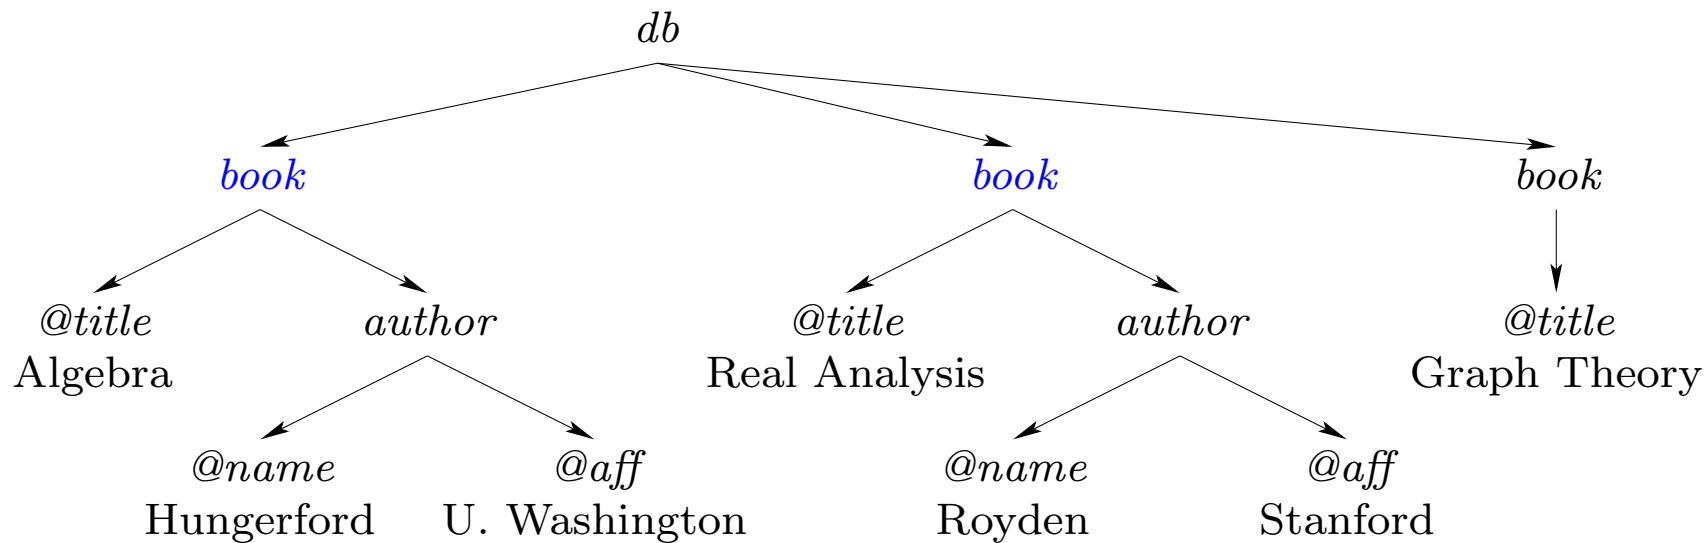 db
book book book
@title author @title author @title
Algebra Real Analysis Graph Theory
@name @aff @name @aff
Hungerford U. Washington Royden Stanford